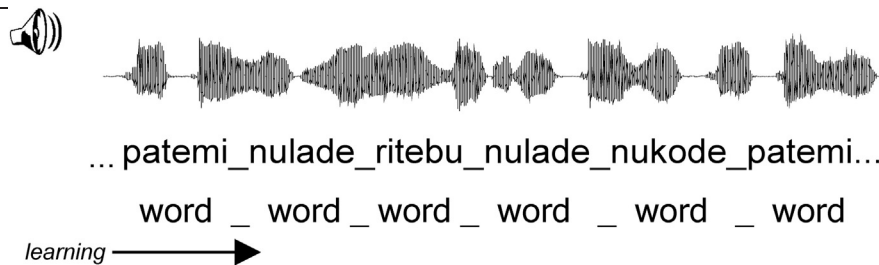 ... patemi_nulade_ritebu_nulade_nukode_patemi...
word _ word _ word _ word _ word _ word
learning